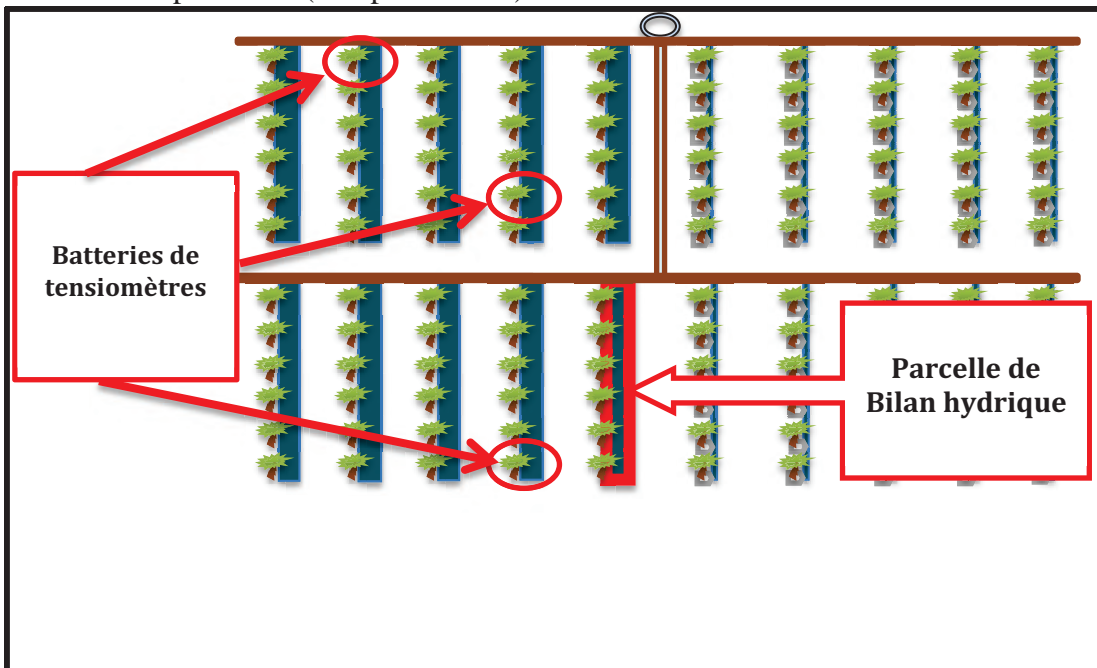 Batteries de
tensiomètres
Parcelle de
Bilan hydrique